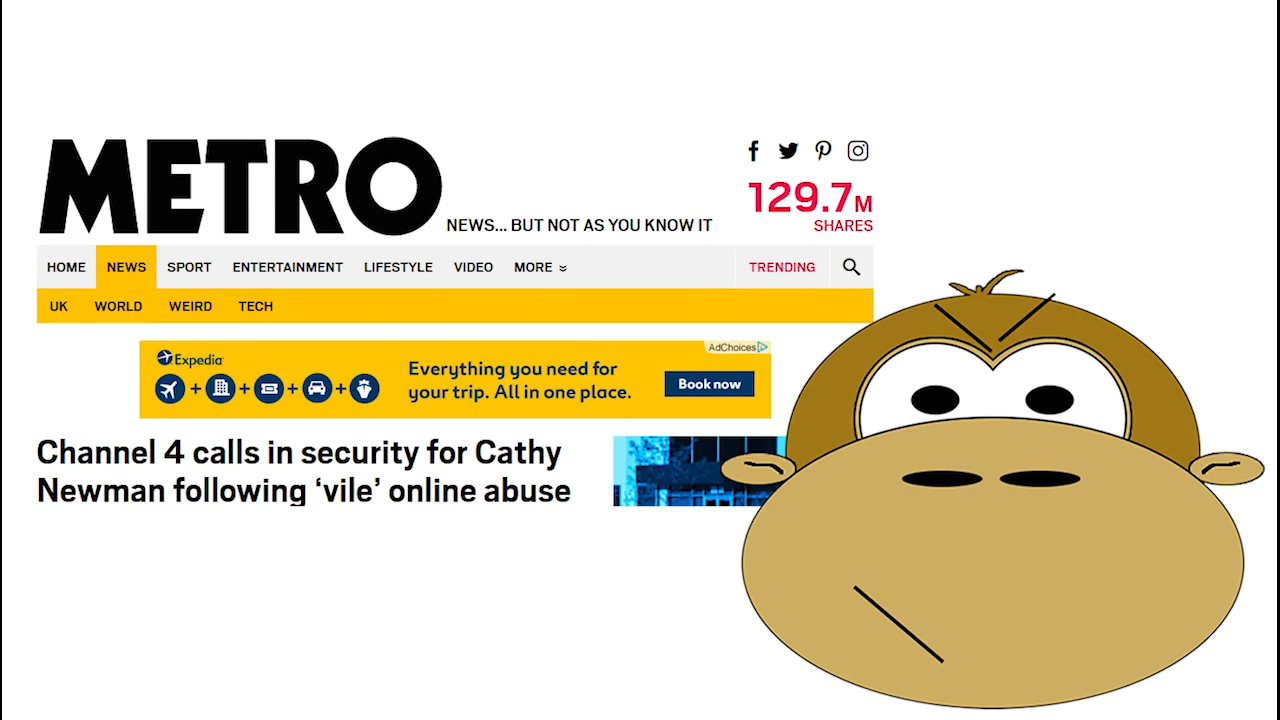 METRO
NEWS... BUT NOT AS YOU KNOW IT
129.7M
SHARES
HOME NEWS SPORT ENTERTAINMENT LIFESTYLE VIDEO MORE TRENDING
UK WORLD WEIRD TECH
AdChoices
Expedia
Everything you need for
your trip. All in one place.
Book now
Channel 4 calls in security for Cathy
Newman following ‘vile’ online abuse